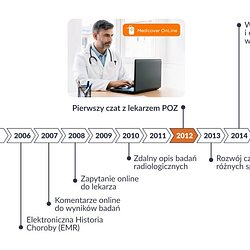 Medicover OnLine
W
i
w
Pierwszy czat z lekarzem POZ
2006 2007 2008 2009 2010 2011 2012 2013 2014
Zdalny opis badań
radiologicznych
Rozwój cz
różnych sp
Zapytanie online
do lekarza
Komentarze online
do wyników badań
Elektroniczna Historia
Choroby (EMR)